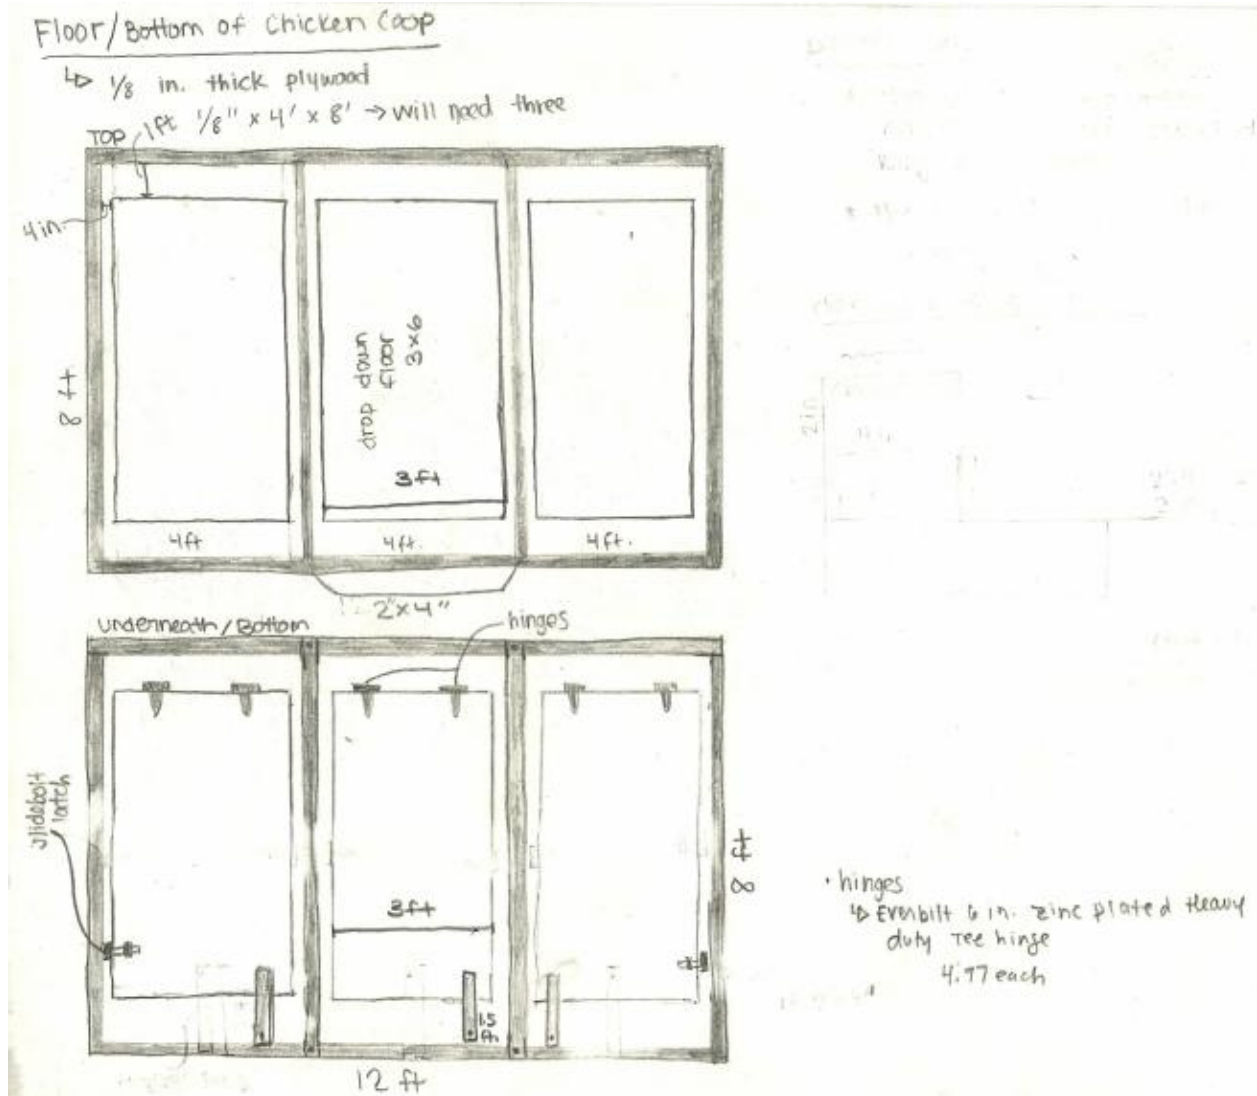 Floor/Bottom of Chicken Coop
↳ 1/8 in. thick plywood
1/8" x 4' x 8' → will need three
TOP
1ft
4in
8 ft
drop down
floor
3x6
3ft
4ft
4ft.
4ft.
2"x4"
underneath/Bottom
hinges
slidebolt
latch
3ft
8 ft
1.5
ft.
12 ft
• hinges
↳ Everbilt 6 in. zinc plated Heavy
duty Tee hinge
4.97 each
2in